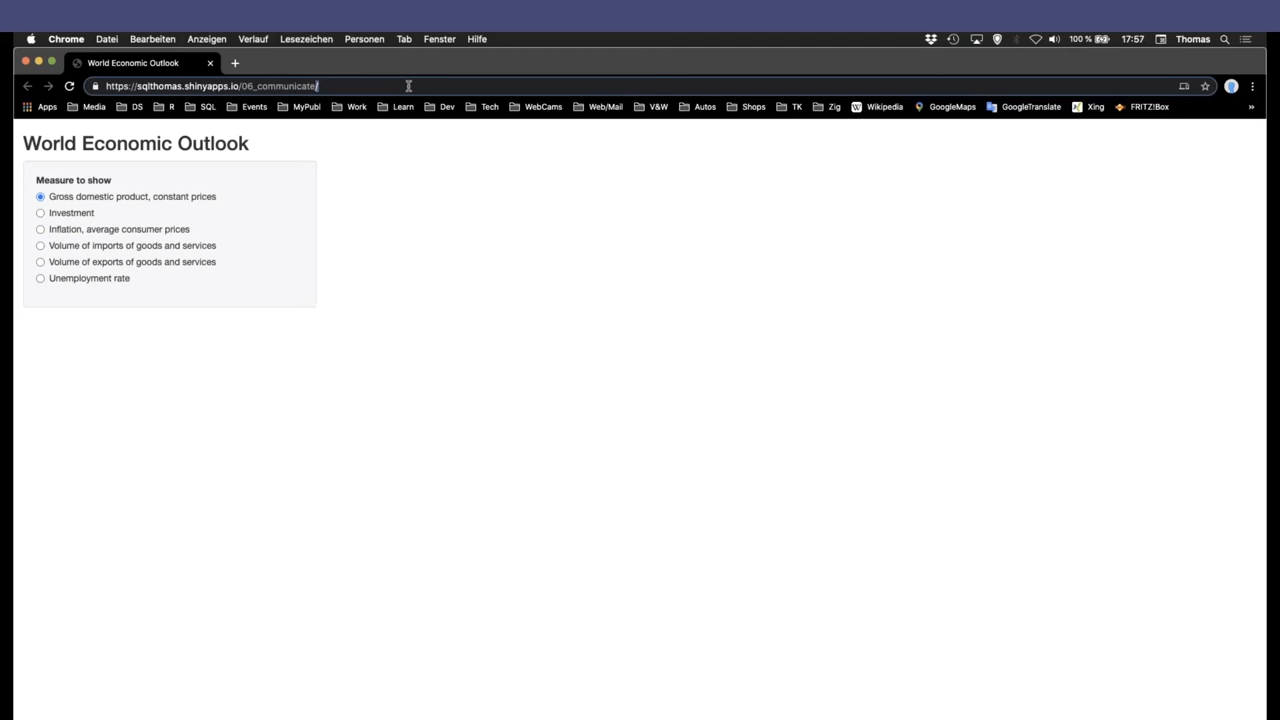 Chrome Datei Bearbeiten Anzeigen Verlauf Lesezeichen Personen Tab Fenster Hilfe 100 % 17:57 Thomas
World Economic Outlook
https://sqlthomas.shinyapps.io/06_communicate/
Apps Media DS R SQL Events MyPubl Work Learn Dev Tech WebCams Web/Mail V&W Autos Shops TK Zig Wikipedia GoogleMaps GoogleTranslate Xing FRITZ!Box »
World Economic Outlook
Measure to show
Gross domestic product, constant prices
Investment
Inflation, average consumer prices
Volume of imports of goods and services
Volume of exports of goods and services
Unemployment rate